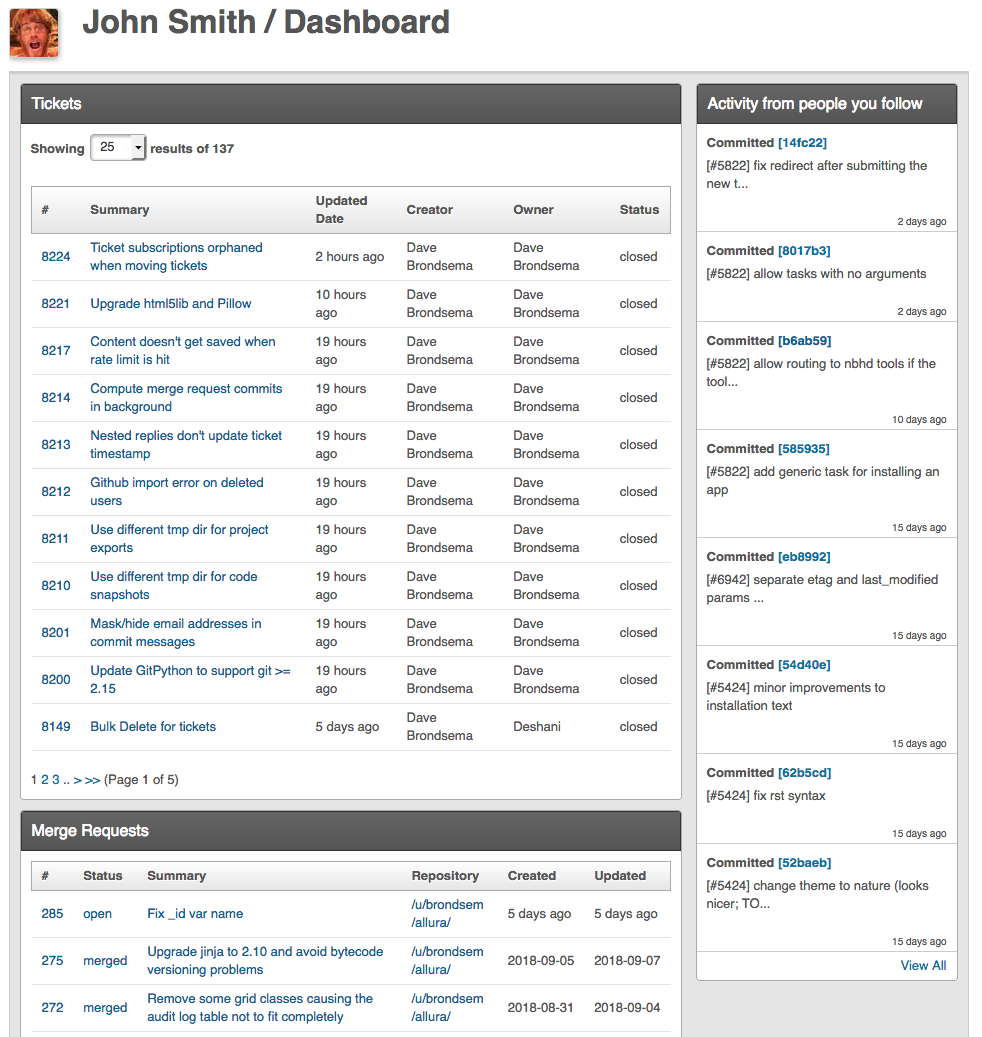 John Smith / Dashboard
Tickets
Showing 25 results of 137
# Summary Updated Date Creator Owner Status
8224 Ticket subscriptions orphaned when moving tickets 2 hours ago Dave Brondsema Dave Brondsema closed
8221 Upgrade html5lib and Pillow 10 hours ago Dave Brondsema Dave Brondsema closed
8217 Content doesn't get saved when rate limit is hit 19 hours ago Dave Brondsema Dave Brondsema closed
8214 Compute merge request commits in background 19 hours ago Dave Brondsema Dave Brondsema closed
8213 Nested replies don't update ticket timestamp 19 hours ago Dave Brondsema Dave Brondsema closed
8212 Github import error on deleted users 19 hours ago Dave Brondsema Dave Brondsema closed
8211 Use different tmp dir for project exports 19 hours ago Dave Brondsema Dave Brondsema closed
8210 Use different tmp dir for code snapshots 19 hours ago Dave Brondsema Dave Brondsema closed
8201 Mask/hide email addresses in commit messages 19 hours ago Dave Brondsema Dave Brondsema closed
8200 Update GitPython to support git >= 2.15 19 hours ago Dave Brondsema Dave Brondsema closed
8149 Bulk Delete for tickets 5 days ago Dave Brondsema Deshani closed
1 2 3 .. > >> (Page 1 of 5)
Merge Requests
# Status Summary Repository Created Updated
285 open Fix _id var name /u/brondsem/allura/ 5 days ago 5 days ago
275 merged Upgrade jinja to 2.10 and avoid bytecode versioning problems /u/brondsem/allura/ 2018-09-05 2018-09-07
272 merged Remove some grid classes causing the audit log table not to fit completely /u/brondsem/allura/ 2018-08-31 2018-09-04
Activity from people you follow
Committed [14fc22]
[#5822] fix redirect after submitting the
new t...
2 days ago
Committed [8017b3]
[#5822] allow tasks with no arguments
2 days ago
Committed [b6ab59]
[#5822] allow routing to nbhd tools if the
tool...
10 days ago
Committed [585935]
[#5822] add generic task for installing an
app
15 days ago
Committed [eb8992]
[#6942] separate etag and last_modified
params ...
15 days ago
Committed [54d40e]
[#5424] minor improvements to
installation text
15 days ago
Committed [62b5cd]
[#5424] fix rst syntax
15 days ago
Committed [52baeb]
[#5424] change theme to nature (looks
nicer; TO...
15 days ago
View All